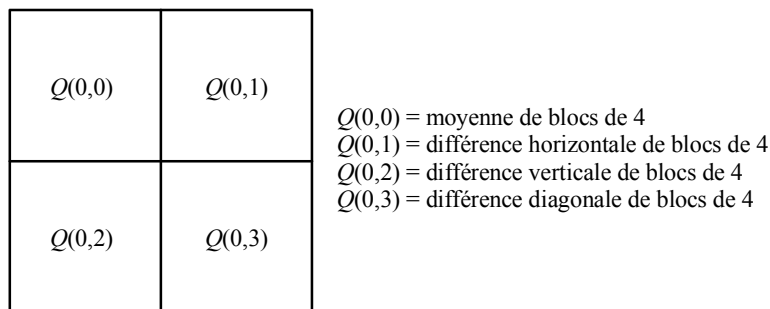 Q(0,0)
Q(0,1)
Q(0,2)
Q(0,3)
Q(0,0) = moyenne de blocs de 4
Q(0,1) = différence horizontale de blocs de 4
Q(0,2) = différence verticale de blocs de 4
Q(0,3) = différence diagonale de blocs de 4